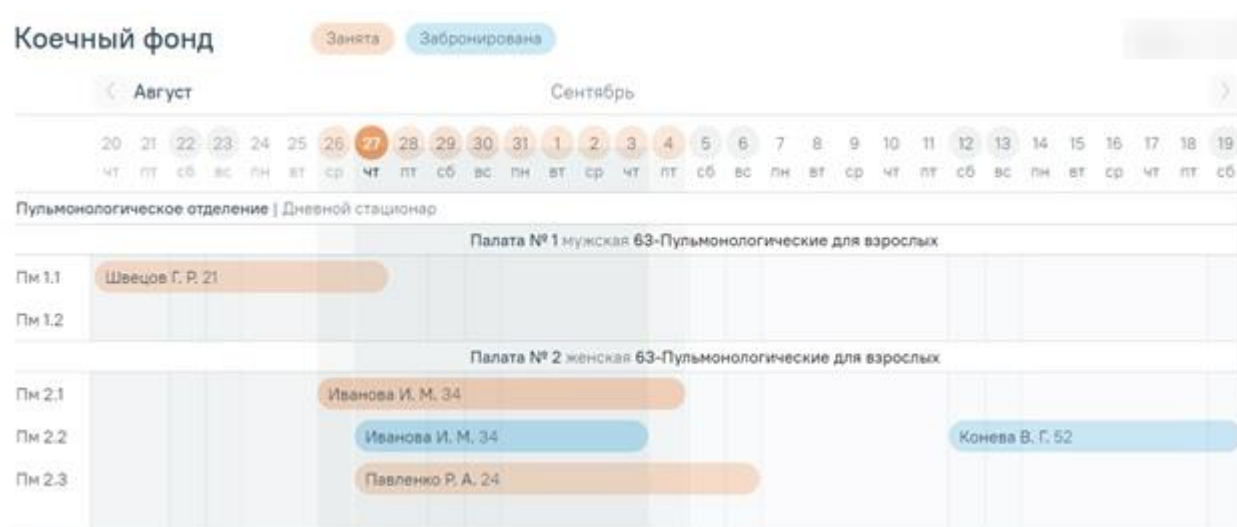 Коечный фонд Занята Забронирована
Август Сентябрь
20 21 22 23 24 25 26 27 28 29 30 31 1 2 3 4 5 6 7 8 9 10 11 12 13 14 15 16 17 18 19
чт пт сб вс пн вт ср чт пт сб вс пн вт ср чт пт сб вс пн вт ср чт пт сб вс пн вт ср чт пт сб
Пульмонологическое отделение | Дневной стационар
Палата № 1 мужская 63-Пульмонологические для взрослых
Пм 1.1 Швецов Г. Р. 21
Пм 1.2
Палата № 2 женская 63-Пульмонологические для взрослых
Пм 2.1 Иванова И. М. 34
Пм 2.2 Иванова И. М. 34 Конева В. Г. 52
Пм 2.3 Павленко Р. А. 24